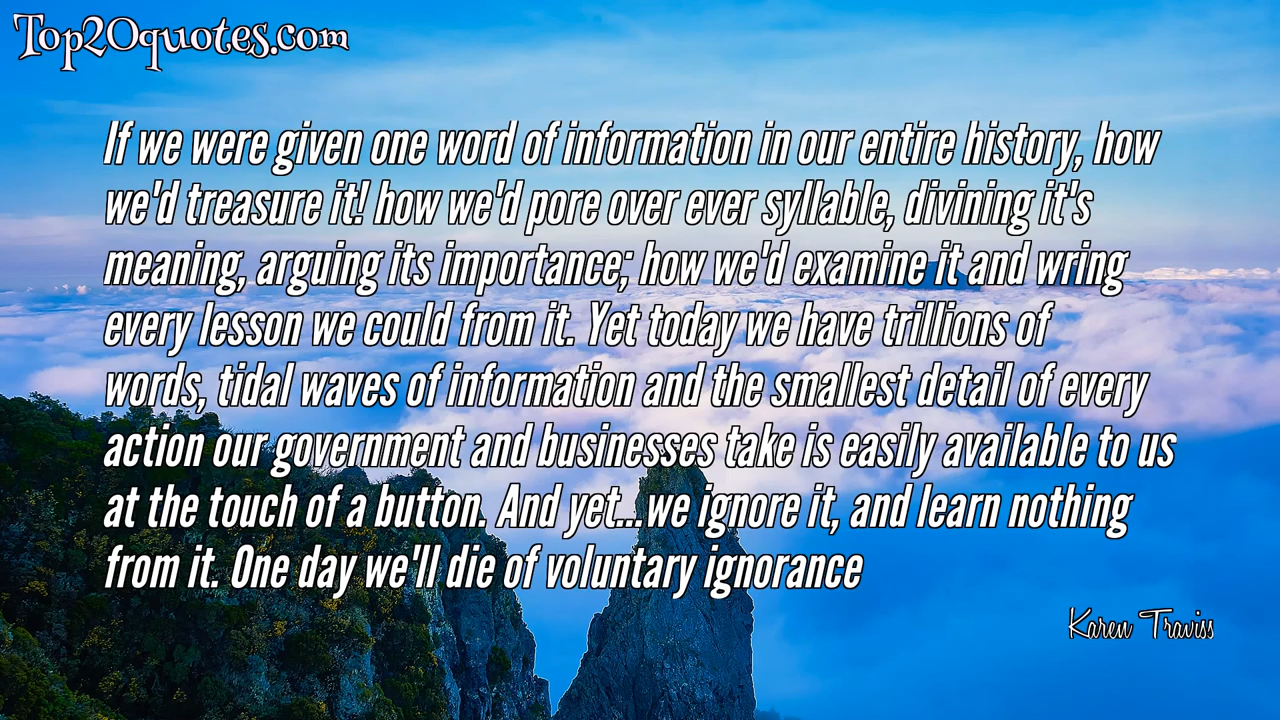 Top20quotes.com
If we were given one word of information in our entire history, how
we'd treasure it! how we'd pore over ever syllable, divining it's
meaning, arguing its importance; how we'd examine it and wring
every lesson we could from it. Yet today we have trillions of
words, tidal waves of information and the smallest detail of every
action our government and businesses take is easily available to us
at the touch of a button. And yet...we ignore it, and learn nothing
from it. One day we'll die of voluntary ignorance
Karen Traviss